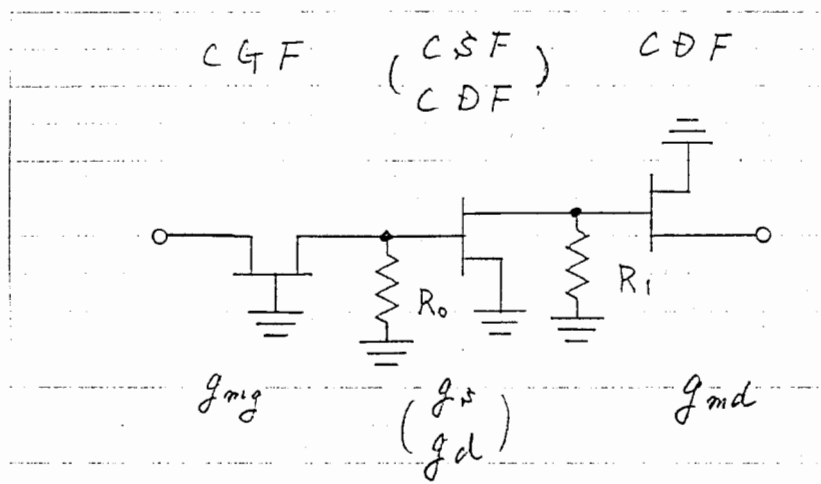 CGF (CSF CDF) CDF
R₀ R₁
gmg (gs gd) gmd